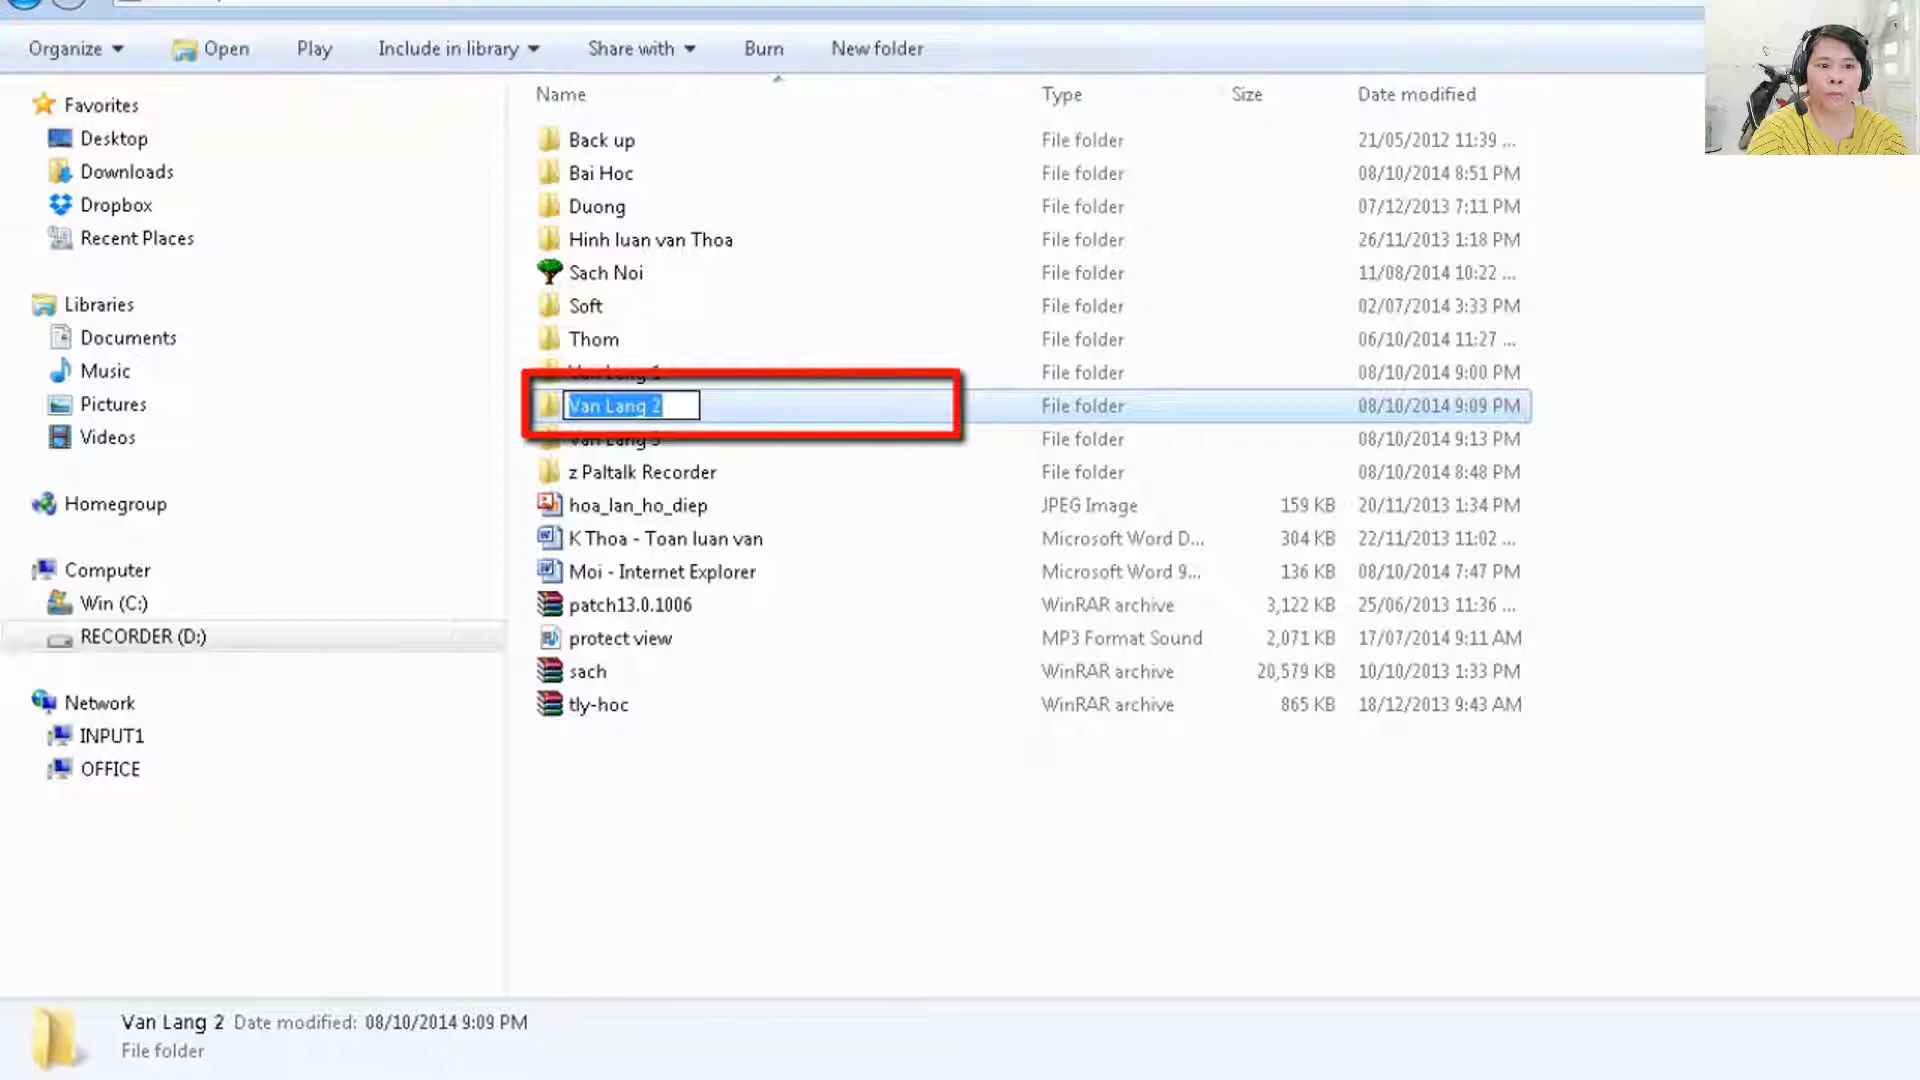 Organize Open Play Include in library Share with Burn New folder
Name Type Size Date modified
Favorites
Desktop
Downloads
Dropbox
Recent Places
Libraries
Documents
Music
Pictures
Videos
Homegroup
Computer
Win (C:)
RECORDER (D:)
Network
INPUT1
OFFICE
Back up File folder 21/05/2012 11:39 ...
Bai Hoc File folder 08/10/2014 8:51 PM
Duong File folder 07/12/2013 7:11 PM
Hinh luan van Thoa File folder 26/11/2013 1:18 PM
Sach Noi File folder 11/08/2014 10:22 ...
Soft File folder 02/07/2014 3:33 PM
Thom File folder 06/10/2014 11:27 ...
Van Lang 1 File folder 08/10/2014 9:00 PM
Van Lang 2 File folder 08/10/2014 9:09 PM
Van Lang 3 File folder 08/10/2014 9:13 PM
z Paltalk Recorder File folder 08/10/2014 8:48 PM
hoa_lan_ho_diep JPEG Image 159 KB 20/11/2013 1:34 PM
K Thoa - Toan luan van Microsoft Word D... 304 KB 22/11/2013 11:02 ...
Moi - Internet Explorer Microsoft Word 9... 136 KB 08/10/2014 7:47 PM
patch13.0.1006 WinRAR archive 3,122 KB 25/06/2013 11:36 ...
protect view MP3 Format Sound 2,071 KB 17/07/2014 9:11 AM
sach WinRAR archive 20,579 KB 10/10/2013 1:33 PM
tly-hoc WinRAR archive 865 KB 18/12/2013 9:43 AM
Van Lang 2 Date modified: 08/10/2014 9:09 PM
File folder